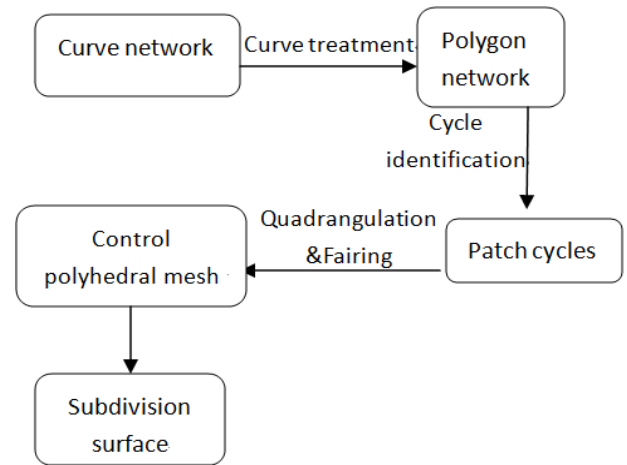 Curve network
Curve treatment
Polygon
network
Cycle
identification
Patch cycles
Quadrangulation
&Fairing
Control
polyhedral mesh
Subdivision
surface